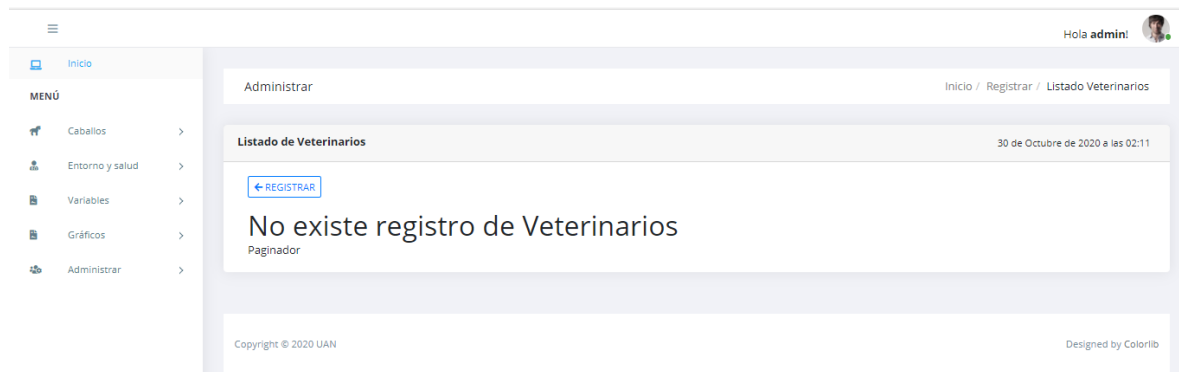 Hola admin!
Inicio
MENÚ
Caballos
Entorno y salud
Variables
Gráficos
Administrar
Administrar
Inicio / Registrar / Listado Veterinarios
Listado de Veterinarios
30 de Octubre de 2020 a las 02:11
REGISTRAR
No existe registro de Veterinarios
Paginador
Copyright © 2020 UAN
Designed by Colorlib